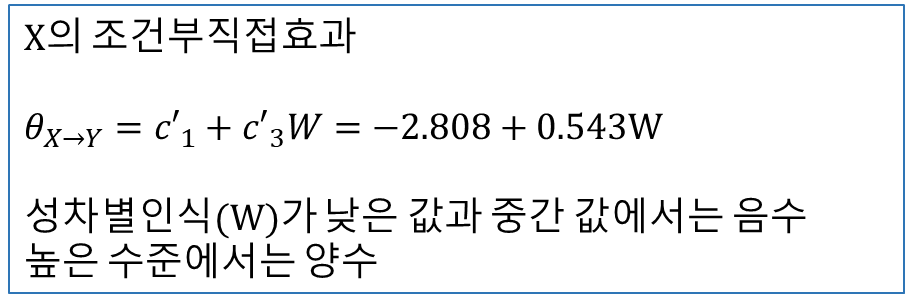 X의 조건부직접효과
θ_{X→Y} = c′₁ + c′₃W = −2.808 + 0.543W
성차별인식(W)가 낮은 값과 중간 값에서는 음수
높은 수준에서는 양수